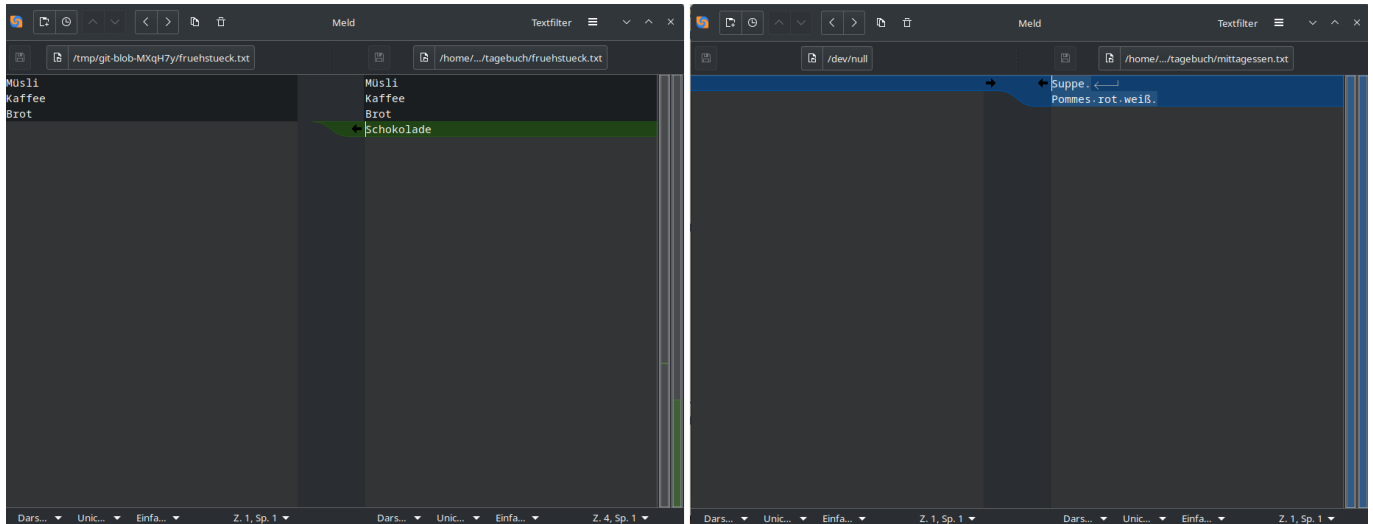 Meld
Textfilter
/tmp/git-blob-MXqH7y/fruehstueck.txt
/home/.../tagebuch/fruehstueck.txt
Müsli
Kaffee
Brot
Müsli
Kaffee
Brot
Schokolade
Dars... Unic... Einfa... Z. 1, Sp. 1
Dars... Unic... Einfa... Z. 4, Sp. 1
Meld
Textfilter
/dev/null
/home/.../tagebuch/mittagessen.txt
Suppe.
Pommes.rot.weiß.
Dars... Unic... Einfa... Z. 1, Sp. 1
Dars... Unic... Einfa... Z. 1, Sp. 1